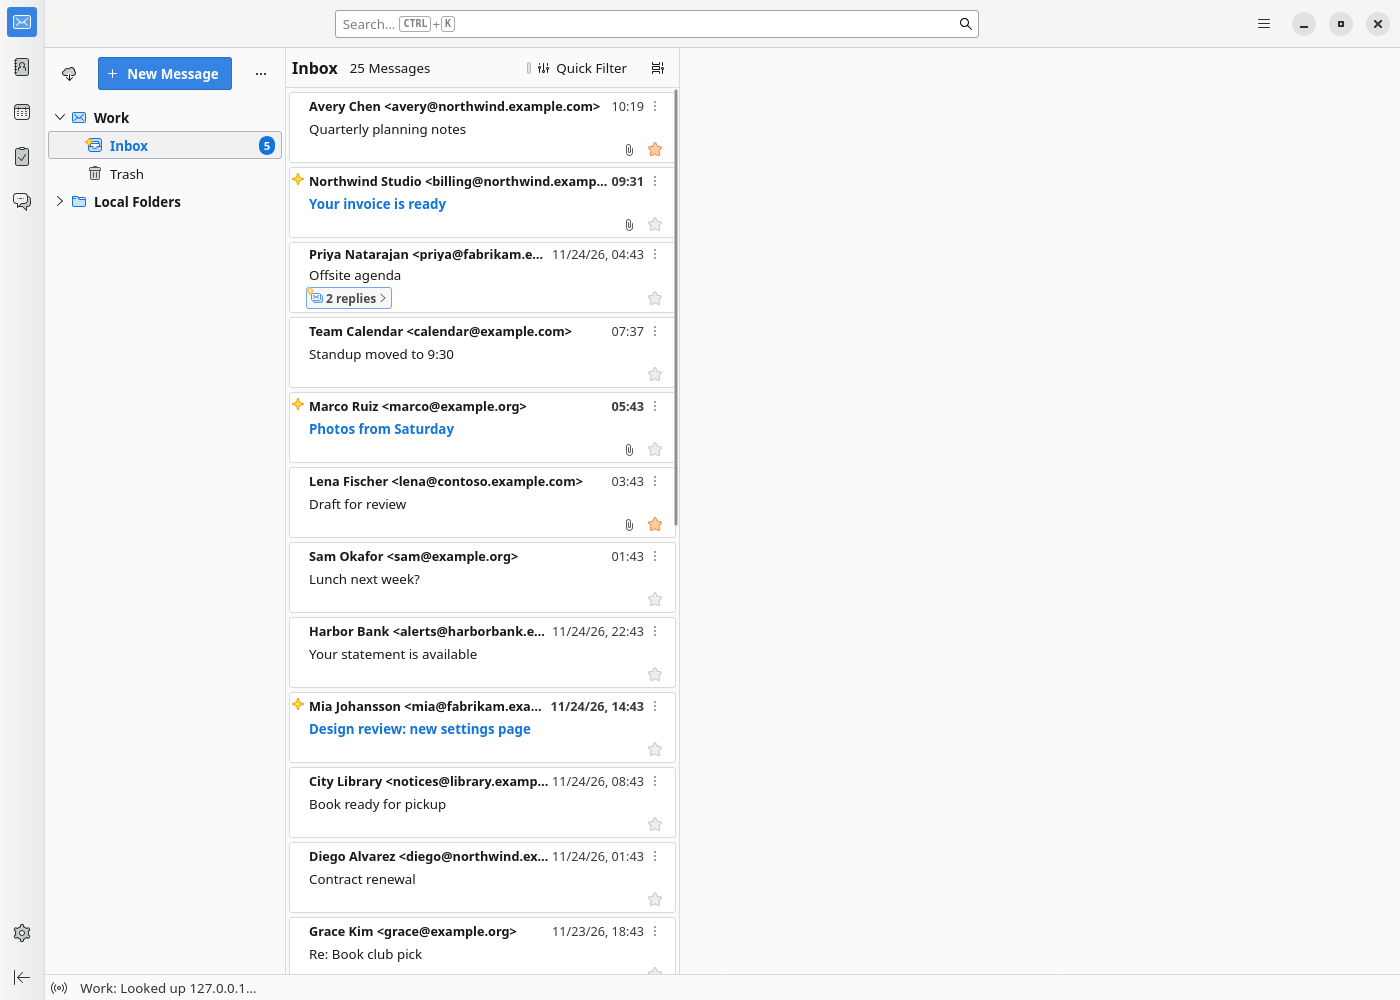 Search... CTRL + K
New Message
Work
Inbox 5
Trash
Local Folders
Inbox 25 Messages Quick Filter
Avery Chen <avery@northwind.example.com> 10:19
Quarterly planning notes
Northwind Studio <billing@northwind.examp... 09:31
Your invoice is ready
Priya Natarajan <priya@fabrikam.e... 11/24/26, 04:43
Offsite agenda
2 replies
Team Calendar <calendar@example.com> 07:37
Standup moved to 9:30
Marco Ruiz <marco@example.org> 05:43
Photos from Saturday
Lena Fischer <lena@contoso.example.com> 03:43
Draft for review
Sam Okafor <sam@example.org> 01:43
Lunch next week?
Harbor Bank <alerts@harborbank.e... 11/24/26, 22:43
Your statement is available
Mia Johansson <mia@fabrikam.exa... 11/24/26, 14:43
Design review: new settings page
City Library <notices@library.examp... 11/24/26, 08:43
Book ready for pickup
Diego Alvarez <diego@northwind.ex... 11/24/26, 01:43
Contract renewal
Grace Kim <grace@example.org> 11/23/26, 18:43
Re: Book club pick
Work: Looked up 127.0.0.1...